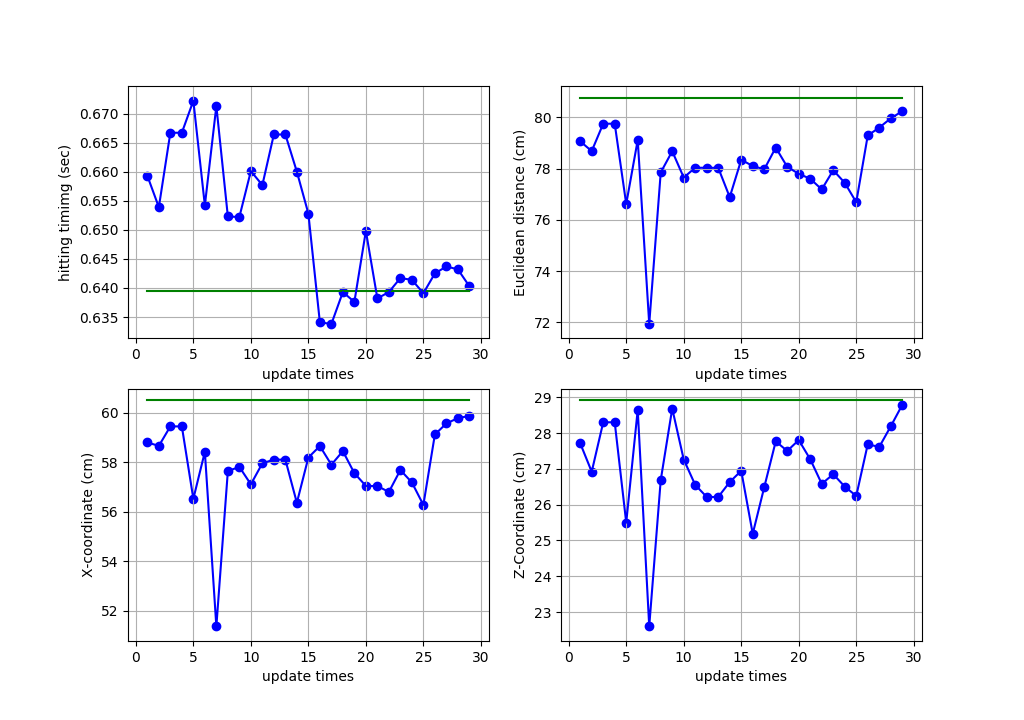 0.670
0.665
0.660
0.655
0.650
0.645
0.640
0.635
hitting timimg (sec)
0 5 10 15 20 25 30
update times
80
78
76
74
72
Euclidean distance (cm)
0 5 10 15 20 25 30
update times
60
58
56
54
52
X-coordinate (cm)
0 5 10 15 20 25 30
update times
29
28
27
26
25
24
23
Z-Coordinate (cm)
0 5 10 15 20 25 30
update times